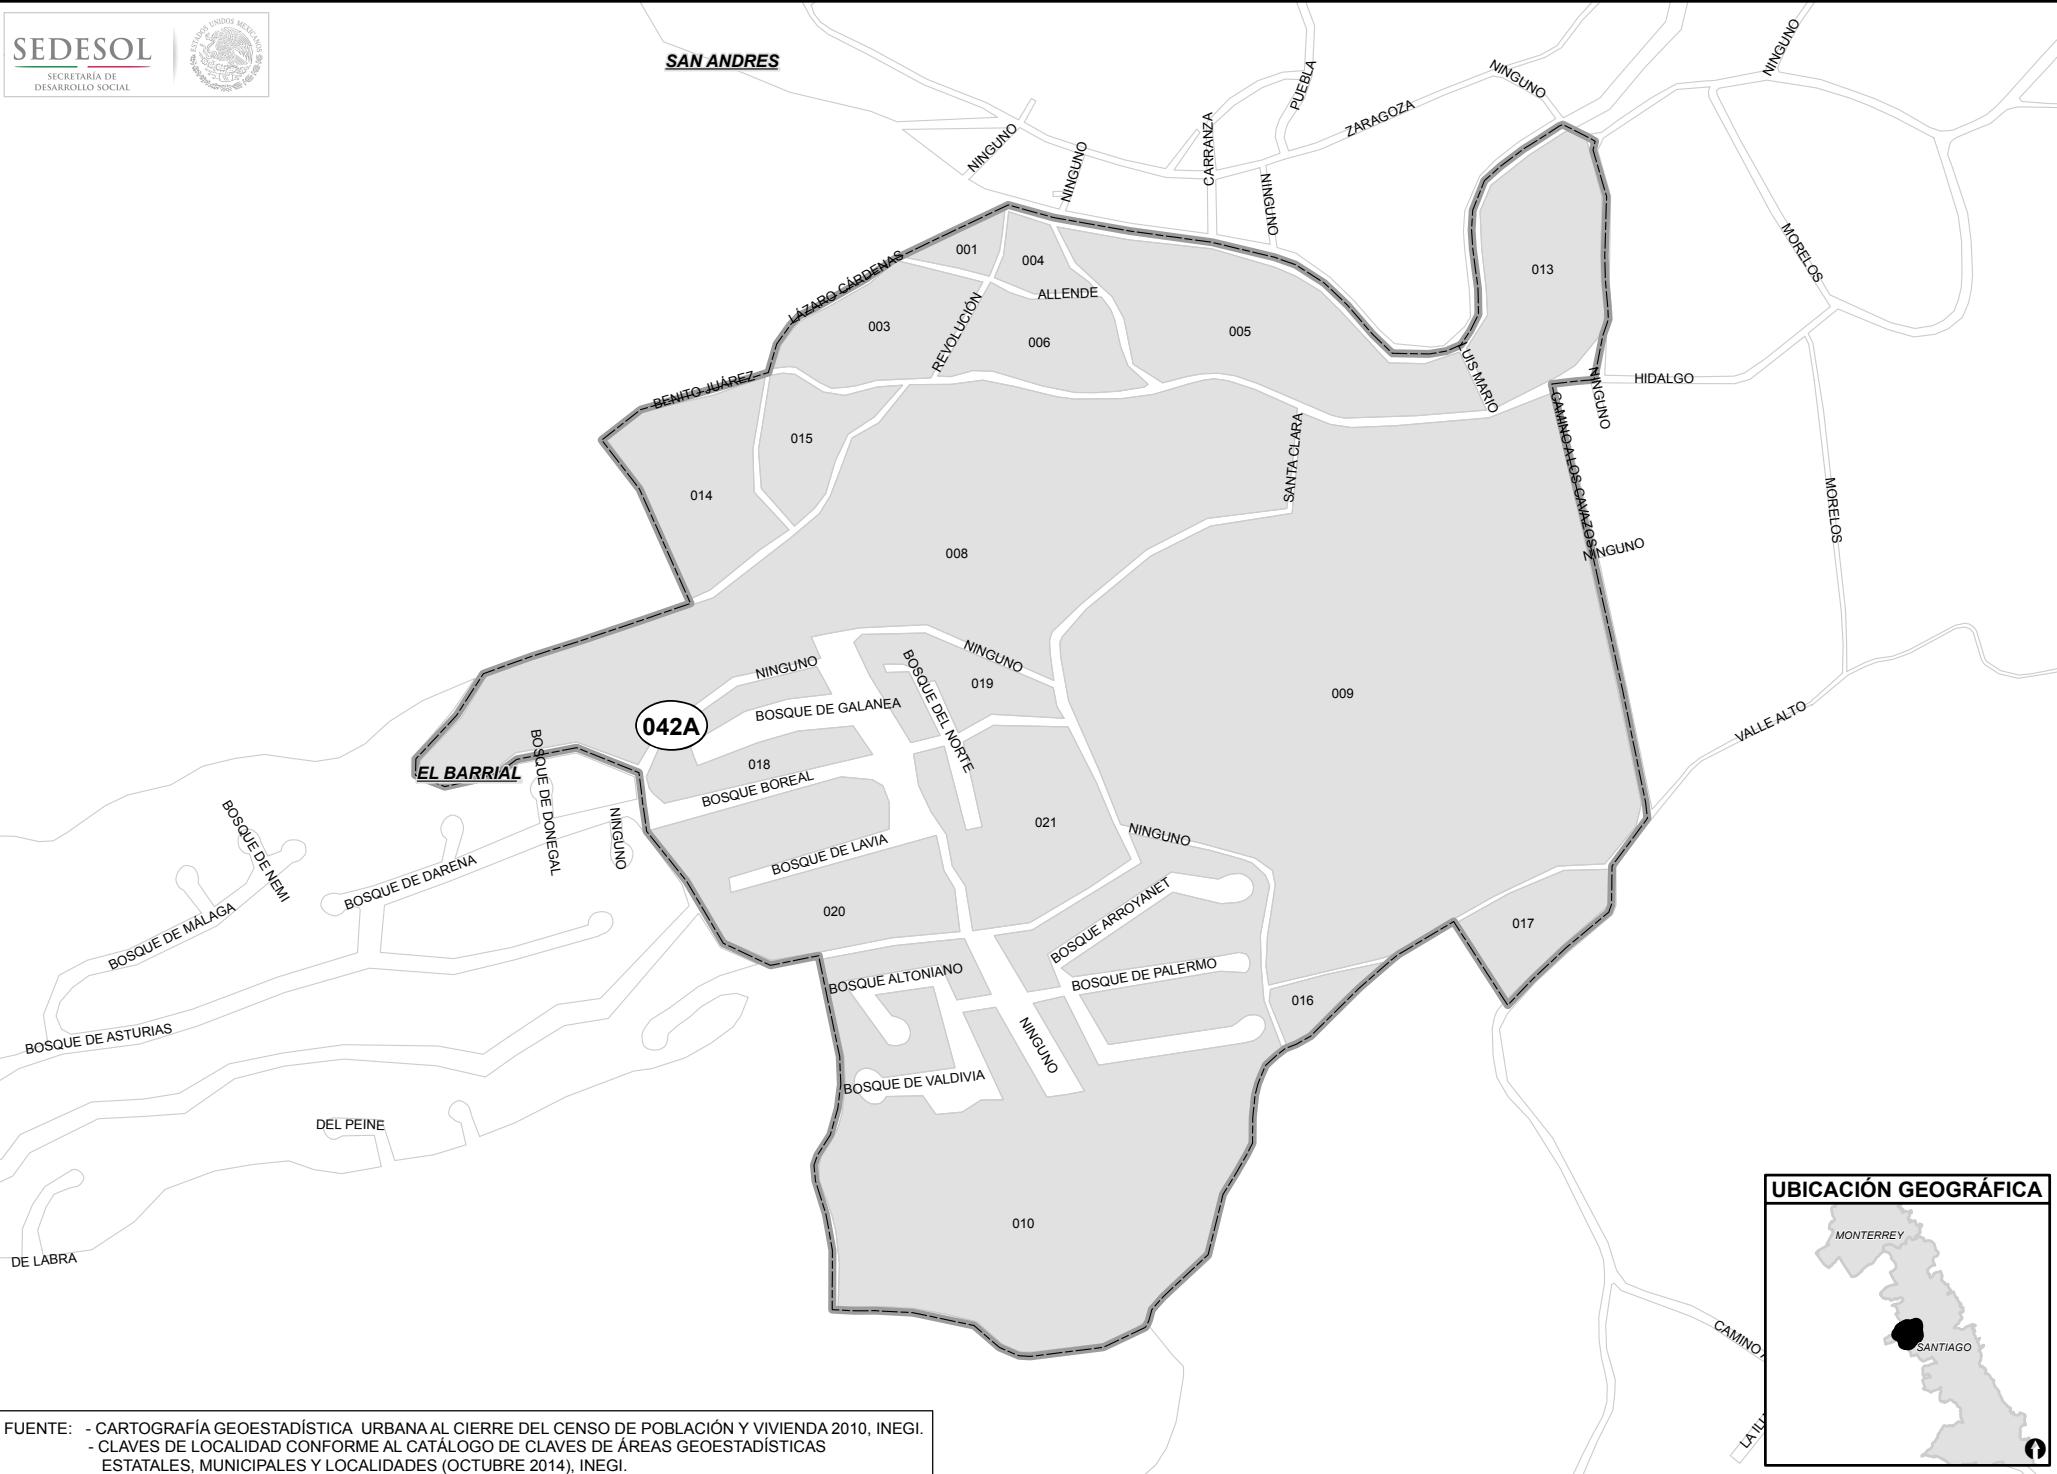 SEDESOL
SECRETARÍA DE
DESARROLLO SOCIAL
ESTADOS UNIDOS MEXICANOS
SAN ANDRES
NINGUNO
NINGUNO
PUEBLA
ZARAGOZA
NINGUNO
NINGUNO
CARRANZA
NINGUNO
NINGUNO
MORELOS
001
004
013
LÁZARO CÁRDENAS
ALLENDE
003
REVOLUCIÓN
006
005
LUIS MARIO
BENITO JUÁREZ
HIDALGO
NINGUNO
CAMINO A LOS CAVAZOS
015
014
SANTA CLARA
MORELOS
008
NINGUNO
NINGUNO
NINGUNO
BOSQUE DEL NORTE
019
009
BOSQUE DE GALANEA
042A
VALLE ALTO
EL BARRIAL
BOSQUE DE DONEGAL
018
BOSQUE BOREAL
021
NINGUNO
NINGUNO
BOSQUE DE NEMI
BOSQUE DE LAVIA
BOSQUE DE DARENA
BOSQUE DE MÁLAGA
020
BOSQUE ARROYANET
017
BOSQUE ALTONIANO
BOSQUE DE PALERMO
016
NINGUNO
BOSQUE DE ASTURIAS
BOSQUE DE VALDIVIA
DEL PEINE
010
DE LABRA
UBICACIÓN GEOGRÁFICA
MONTERREY
SANTIAGO
CAMINO
LA
FUENTE: - CARTOGRAFÍA GEOESTADÍSTICA URBANA AL CIERRE DEL CENSO DE POBLACIÓN Y VIVIENDA 2010, INEGI.
- CLAVES DE LOCALIDAD CONFORME AL CATÁLOGO DE CLAVES DE ÁREAS GEOESTADÍSTICAS
ESTATALES, MUNICIPALES Y LOCALIDADES (OCTUBRE 2014), INEGI.